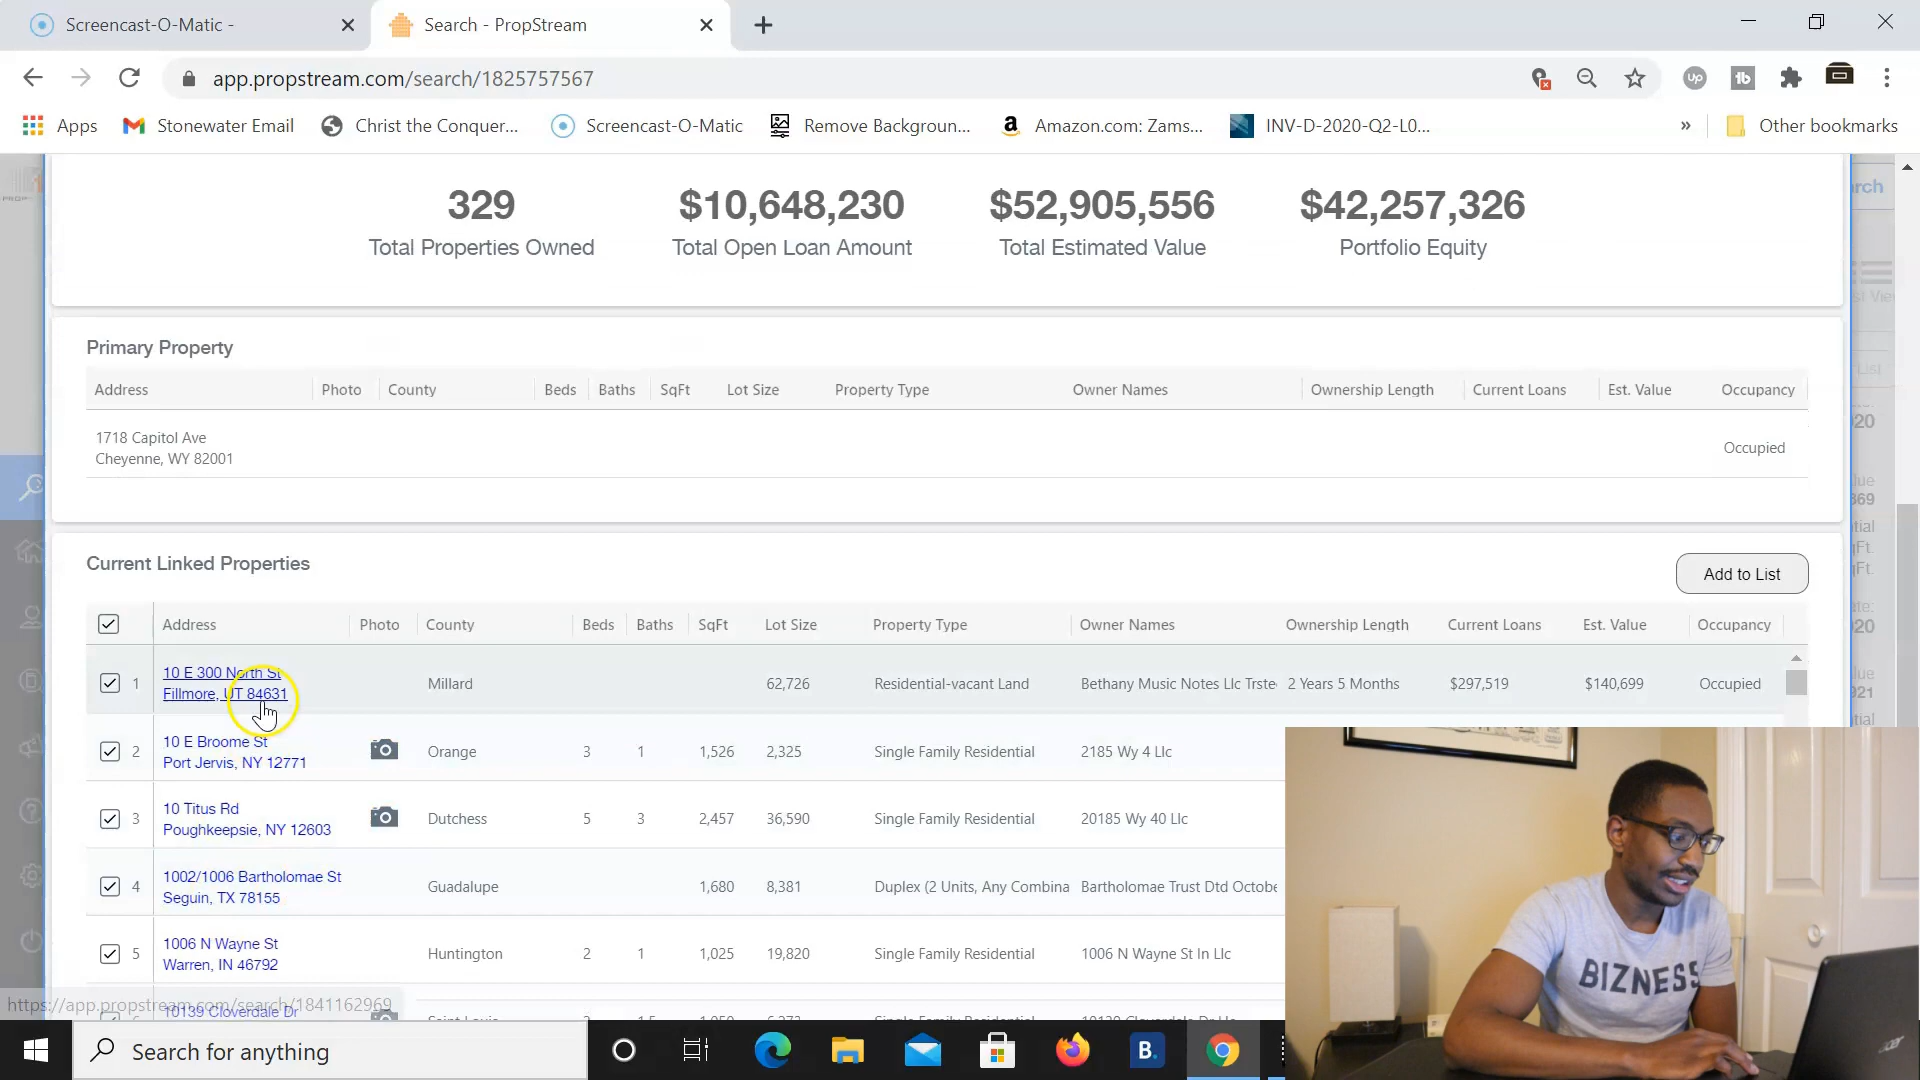 Screencast-O-Matic -
Search - PropStream
app.propstream.com/search/1825757567
Apps
Stonewater Email
Christ the Conquer...
Screencast-O-Matic
Remove Backgroun...
Amazon.com: Zams...
INV-D-2020-Q2-L0...
Other bookmarks
329
$10,648,230
$52,905,556
$42,257,326
Total Properties Owned
Total Open Loan Amount
Total Estimated Value
Portfolio Equity
Primary Property
Address Photo County Beds Baths SqFt Lot Size Property Type Owner Names Ownership Length Current Loans Est. Value Occupancy
1718 Capitol Ave
Cheyenne, WY 82001
Occupied
Current Linked Properties
Add to List
Address Photo County Beds Baths SqFt Lot Size Property Type Owner Names Ownership Length Current Loans Est. Value Occupancy
1 10 E 300 North St
Fillmore, UT 84631
Millard 62,726 Residential-vacant Land Bethany Music Notes Llc Trste 2 Years 5 Months $297,519 $140,699 Occupied
2 10 E Broome St
Port Jervis, NY 12771
Orange 3 1 1,526 2,325 Single Family Residential 2185 Wy 4 Llc
3 10 Titus Rd
Poughkeepsie, NY 12603
Dutchess 5 3 2,457 36,590 Single Family Residential 20185 Wy 40 Llc
4 1002/1006 Bartholomae St
Seguin, TX 78155
Guadalupe 1,680 8,381 Duplex (2 Units, Any Combina Bartholomae Trust Dtd Octobe
5 1006 N Wayne St
Warren, IN 46792
Huntington 2 1 1,025 19,820 Single Family Residential 1006 N Wayne St In Llc
https://app.propstream.com/search/1841162969
10139 Cloverdale Dr
BIZNESS
acer
Search for anything
B.